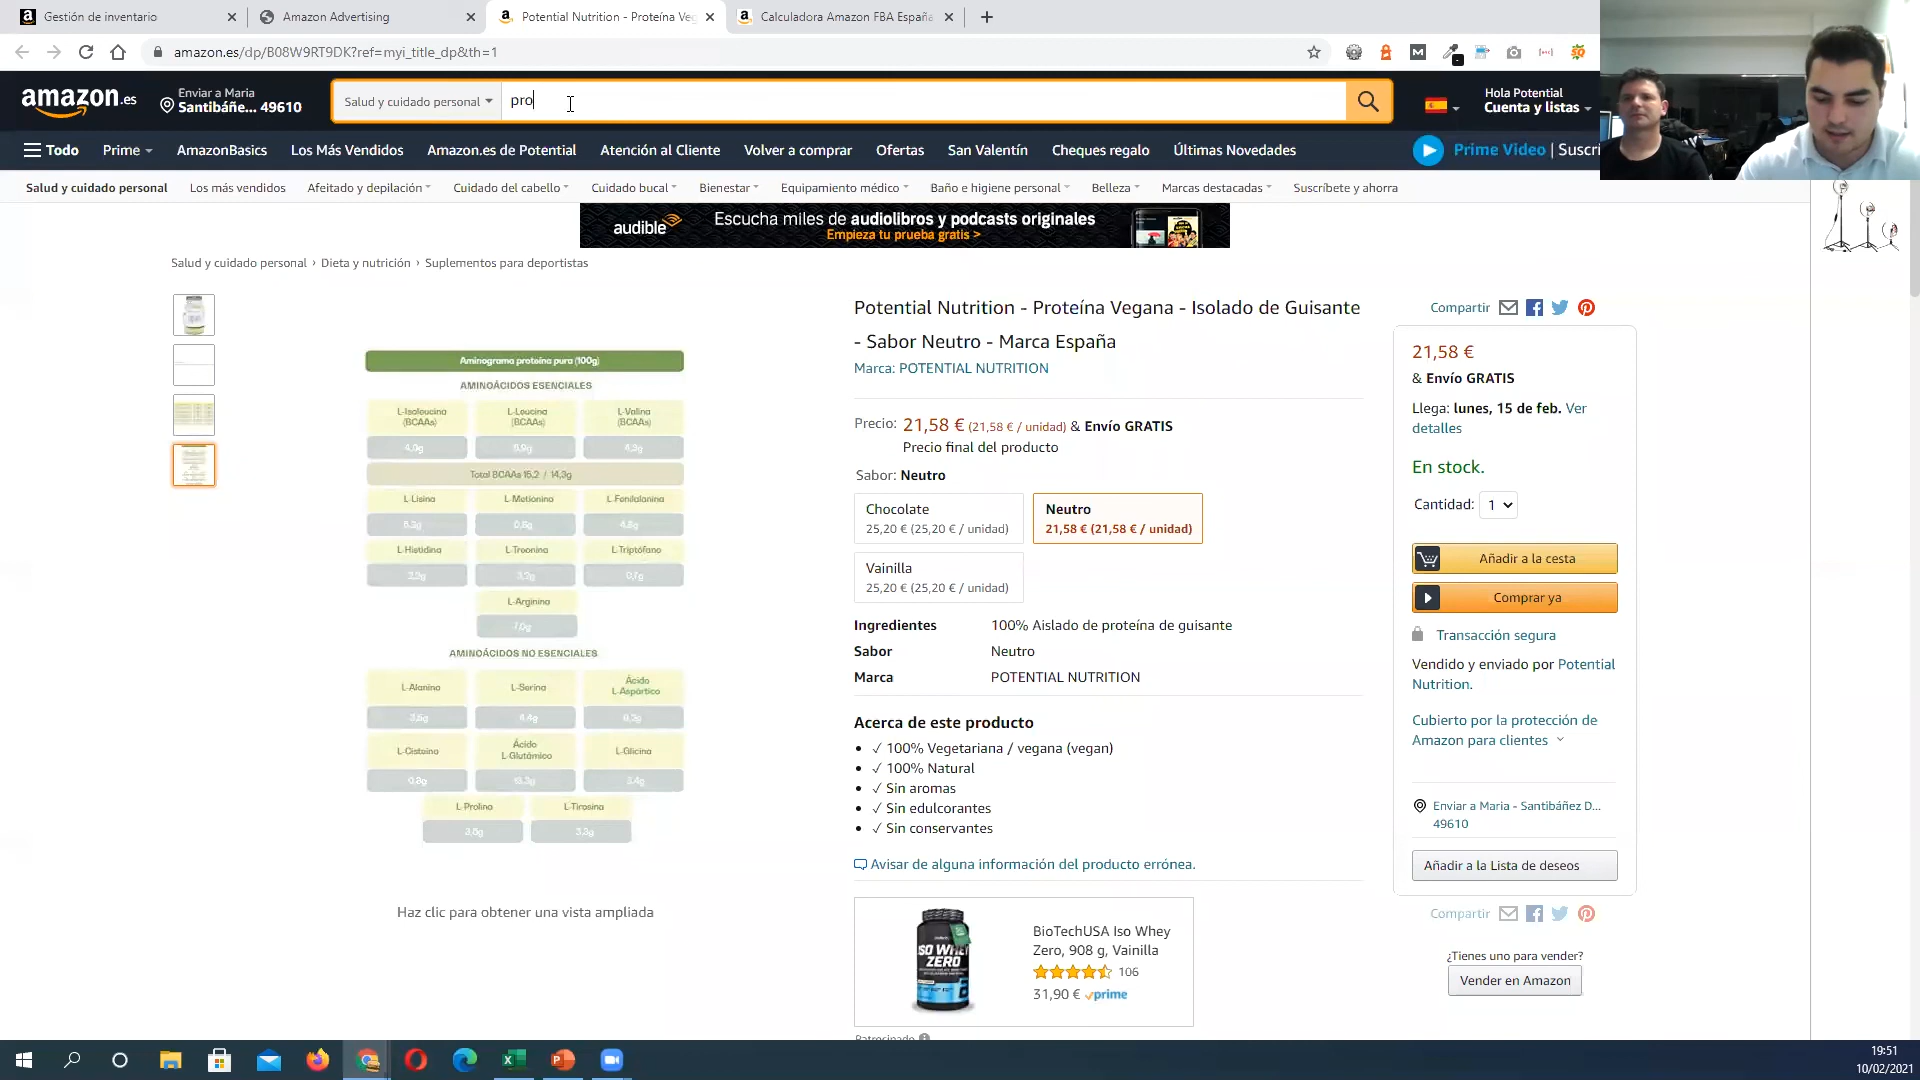 Gestión de inventario
Amazon Advertising
Potential Nutrition - Proteína Veg
Calculadora Amazon FBA España
amazon.es/dp/B08W9RT9DK?ref=myi_title_dp&th=1
amazon.es
Enviar a Maria
Santibáñe... 49610
Salud y cuidado personal
pro
Hola Potential
Cuenta y listas
Todo
Prime
AmazonBasics
Los Más Vendidos
Amazon.es de Potential
Atención al Cliente
Volver a comprar
Ofertas
San Valentín
Cheques regalo
Últimas Novedades
Prime Video | Suscri
Salud y cuidado personal
Los más vendidos
Afeitado y depilación
Cuidado del cabello
Cuidado bucal
Bienestar
Equipamiento médico
Baño e higiene personal
Belleza
Marcas destacadas
Suscríbete y ahorra
audible
Escucha miles de audiolibros y podcasts originales
Empieza tu prueba gratis >
Salud y cuidado personal › Dieta y nutrición › Suplementos para deportistas
Aminograma proteína pura (100g)
AMINOÁCIDOS ESENCIALES
L-Isoleucina (BCAAs)
L-Leucina (BCAAs)
L-Valina (BCAAs)
Total BCAAs 15,2 / 14,3g
L-Lisina
L-Metionina
L-Fenilalanina
L-Histidina
L-Treonina
L-Triptófano
L-Arginina
AMINOÁCIDOS NO ESENCIALES
L-Alanina
L-Serina
Ácido L-Aspártico
L-Cisteína
Ácido L-Glutámico
L-Glicina
L-Prolina
L-Tirosina
Haz clic para obtener una vista ampliada
Potential Nutrition - Proteína Vegana - Isolado de Guisante
- Sabor Neutro - Marca España
Marca: POTENTIAL NUTRITION
Precio: 21,58 € (21,58 € / unidad) & Envío GRATIS
Precio final del producto
Sabor: Neutro
Chocolate
25,20 € (25,20 € / unidad)
Neutro
21,58 € (21,58 € / unidad)
Vainilla
25,20 € (25,20 € / unidad)
Ingredientes 100% Aislado de proteína de guisante
Sabor Neutro
Marca POTENTIAL NUTRITION
Acerca de este producto
• ✓ 100% Vegetariana / vegana (vegan)
• ✓ 100% Natural
• ✓ Sin aromas
• ✓ Sin edulcorantes
• ✓ Sin conservantes
Avisar de alguna información del producto errónea.
ISO WHEY
ZERO
BioTechUSA Iso Whey
Zero, 908 g, Vainilla
106
31,90 € prime
Patrocinado
Compartir
21,58 €
& Envío GRATIS
Llega: lunes, 15 de feb. Ver
detalles
En stock.
Cantidad: 1
Añadir a la cesta
Comprar ya
Transacción segura
Vendido y enviado por Potential
Nutrition.
Cubierto por la protección de
Amazon para clientes
Enviar a Maria - Santibáñez D...
49610
Añadir a la Lista de deseos
Compartir
¿Tienes uno para vender?
Vender en Amazon
19:51
10/02/2021